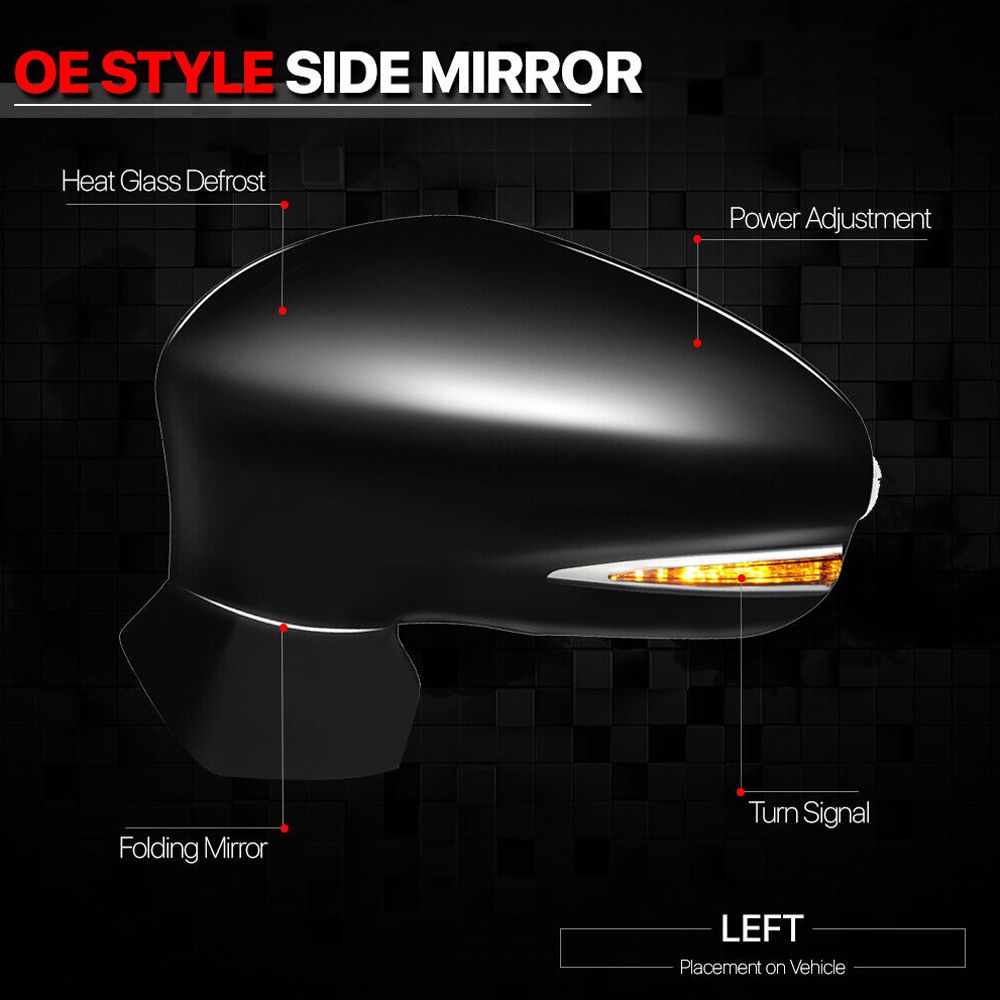 OE STYLE SIDE MIRROR
Heat Glass Defrost
Power Adjustment
Turn Signal
Folding Mirror
LEFT
Placement on Vehicle